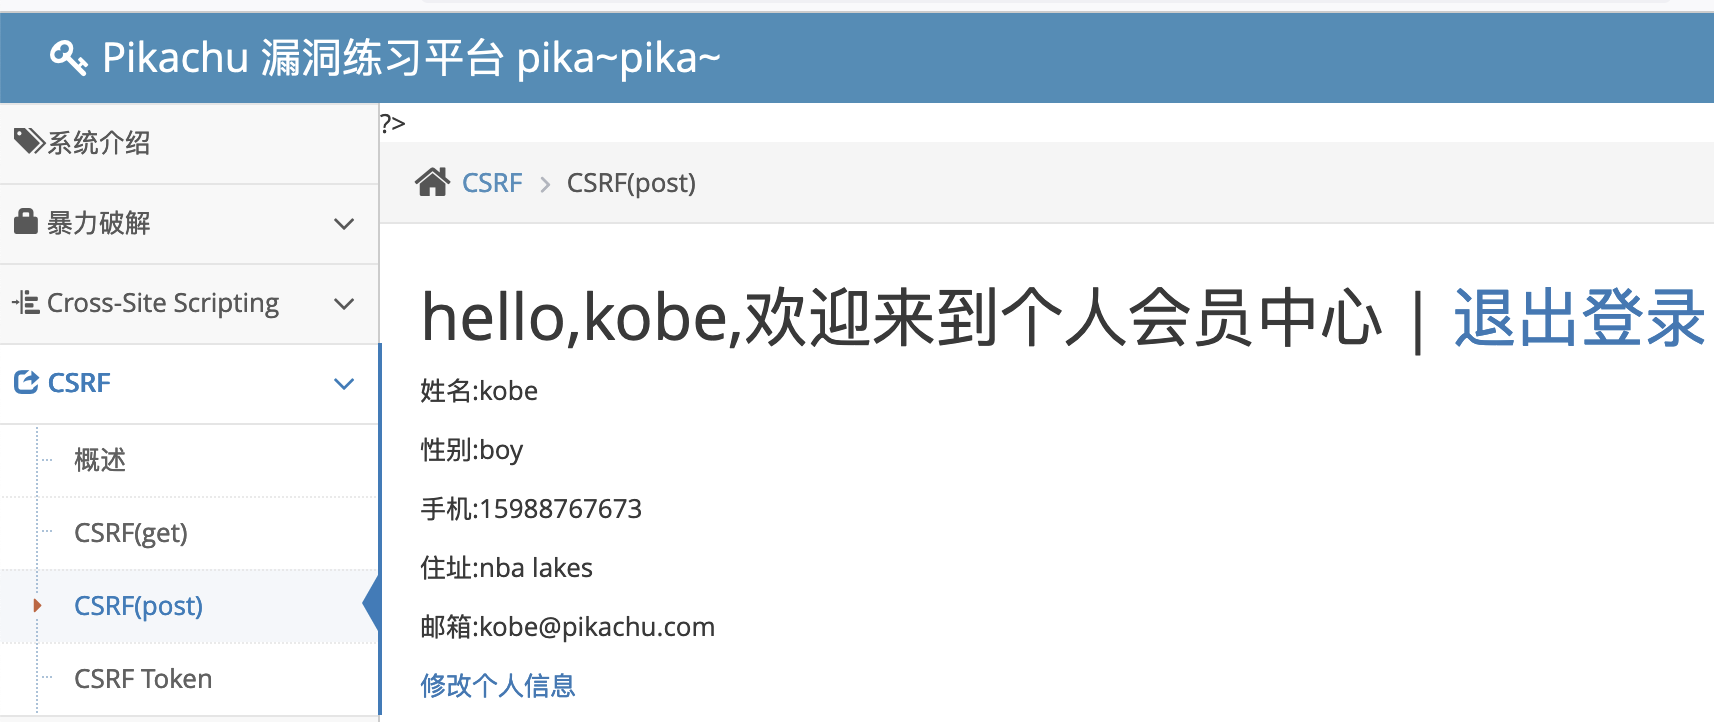 Pikachu 漏洞练习平台 pika~pika~
系统介绍
暴力破解
Cross-Site Scripting
CSRF
概述
CSRF(get)
CSRF(post)
CSRF Token
?>
CSRF > CSRF(post)
hello,kobe,欢迎来到个人会员中心 | 退出登录
姓名:kobe
性别:boy
手机:15988767673
住址:nba lakes
邮箱:kobe@pikachu.com
修改个人信息